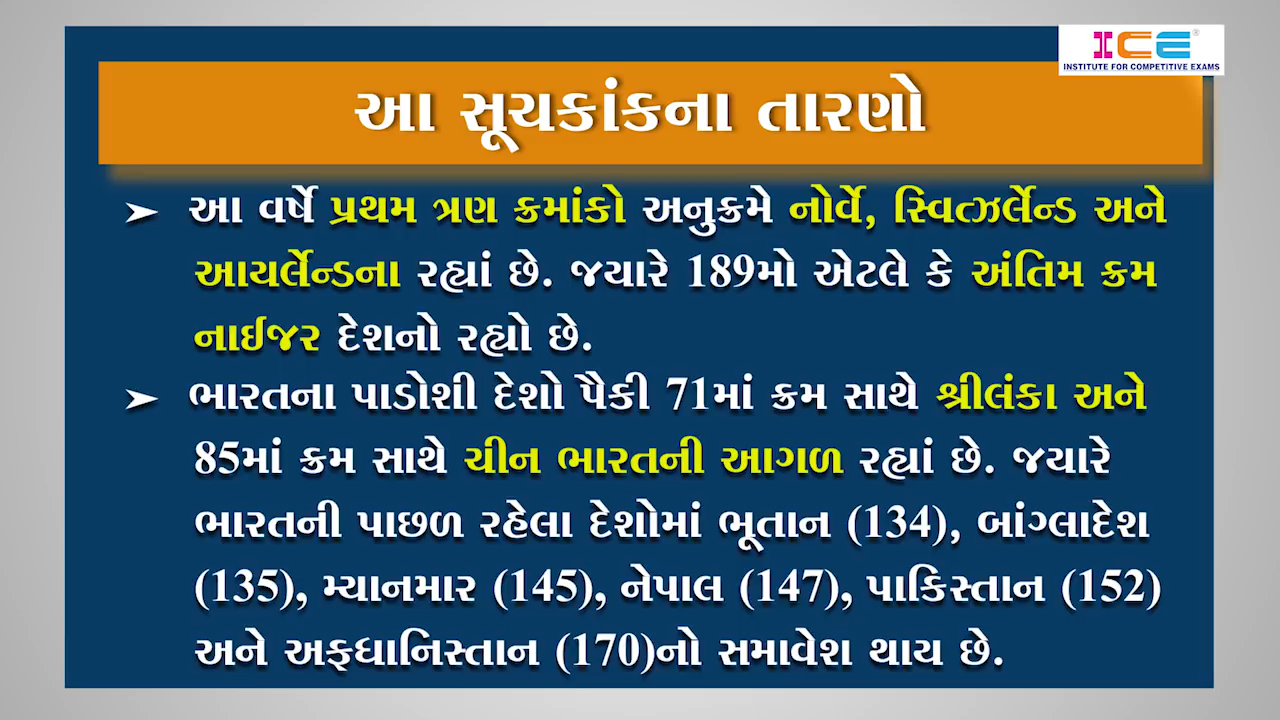 ICE®
INSTITUTE FOR COMPETITIVE EXAMS
આ સૂચકાંકના તારણો
➤ આ વર્ષે પ્રથમ ત્રણ ક્રમાંકો અનુક્રમે નોર્વે, સ્વિત્ઝર્લેન્ડ અને
આયર્લેન્ડના રહ્યાં છે. જયારે 189મો એટલે કે અંતિમ ક્રમ
નાઈજર દેશનો રહ્યો છે.
➤ ભારતના પાડોશી દેશો પૈકી 71માં ક્રમ સાથે શ્રીલંકા અને
85માં ક્રમ સાથે ચીન ભારતની આગળ રહ્યાં છે. જયારે
ભારતની પાછળ રહેલા દેશોમાં ભૂતાન (134), બાંગ્લાદેશ
(135), મ્યાનમાર (145), નેપાલ (147), પાકિસ્તાન (152)
અને અફઘાનિસ્તાન (170)નો સમાવેશ થાય છે.